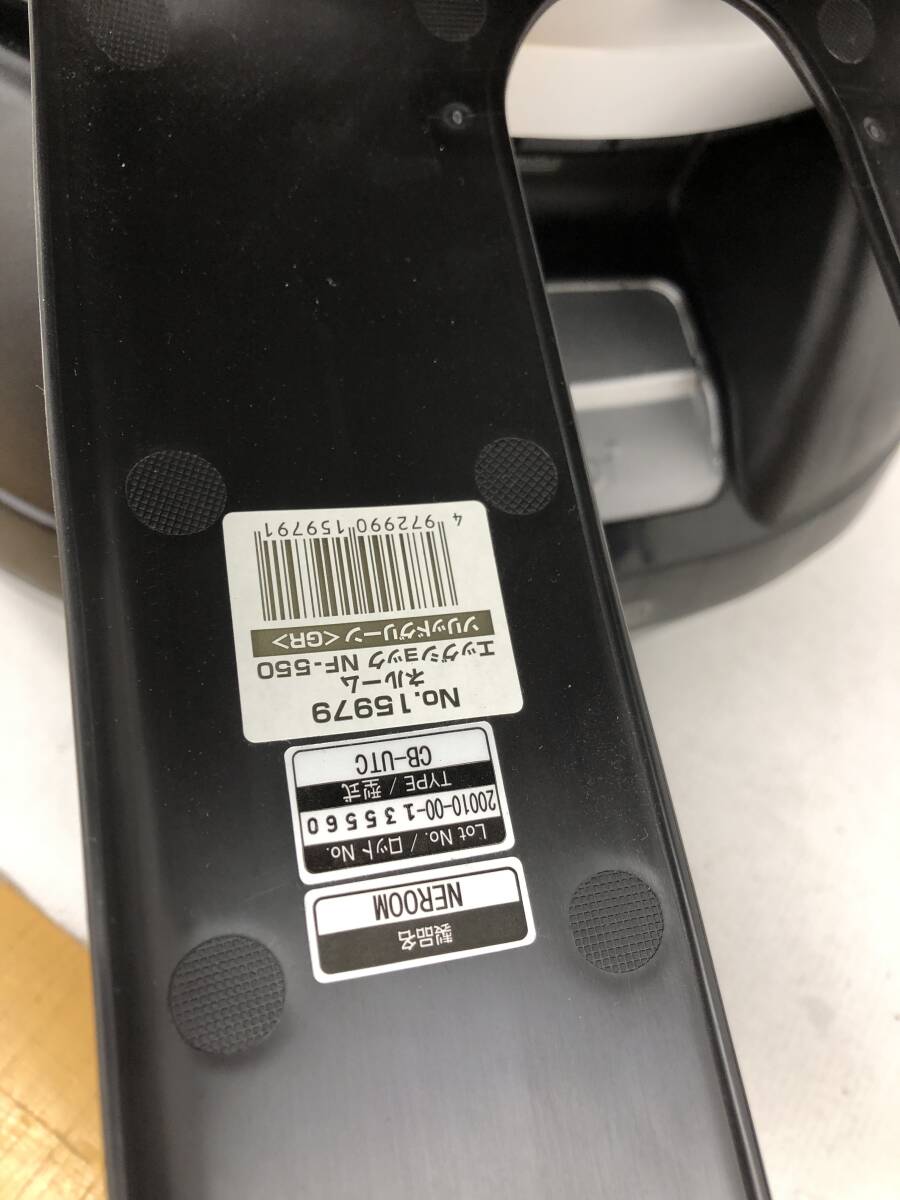 製品名
NEROOM
Lot No. / ロット No.
20010-00-135560
TYPE / 型式
CB-UTC
No.15979
ネルーム
エッグショック NF-550
ソリッドグリーン<GR>
4 972990 159791